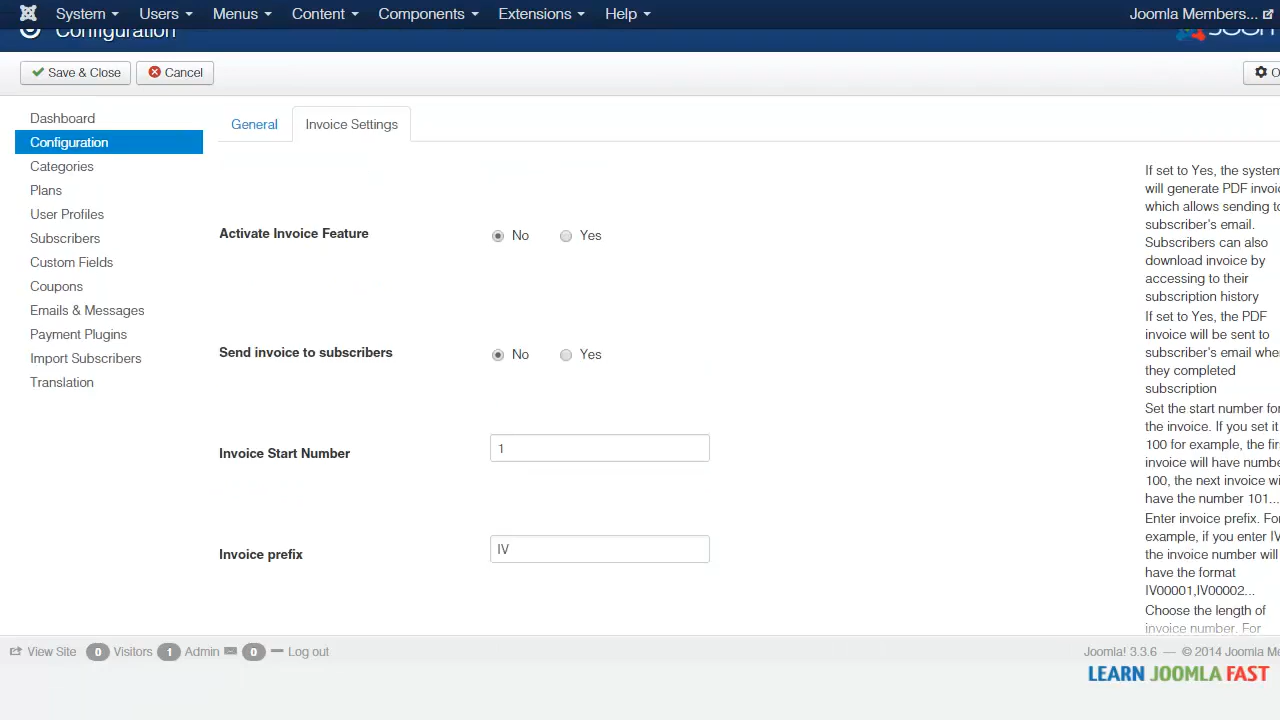 System Users Menus Content Components Extensions Help Joomla Members...
Configuration
Save & Close Cancel
Dashboard
Configuration
Categories
Plans
User Profiles
Subscribers
Custom Fields
Coupons
Emails & Messages
Payment Plugins
Import Subscribers
Translation
General Invoice Settings
Activate Invoice Feature No Yes
If set to Yes, the system
will generate PDF invoic
which allows sending to
subscriber's email.
Subscribers can also
download invoice by
accessing to their
subscription history
Send invoice to subscribers No Yes
If set to Yes, the PDF
invoice will be sent to
subscriber's email whe
they completed
subscription
Invoice Start Number 1
Set the start number for
the invoice. If you set it
100 for example, the firs
invoice will have numbe
100, the next invoice wi
have the number 101...
Invoice prefix IV
Enter invoice prefix. For
example, if you enter IV
the invoice number will
have the format
IV00001,IV00002...
Choose the length of
invoice number. For
View Site 0 Visitors 1 Admin 0 Log out
Joomla! 3.3.6 — © 2014 Joomla Me
LEARN JOOMLA FAST